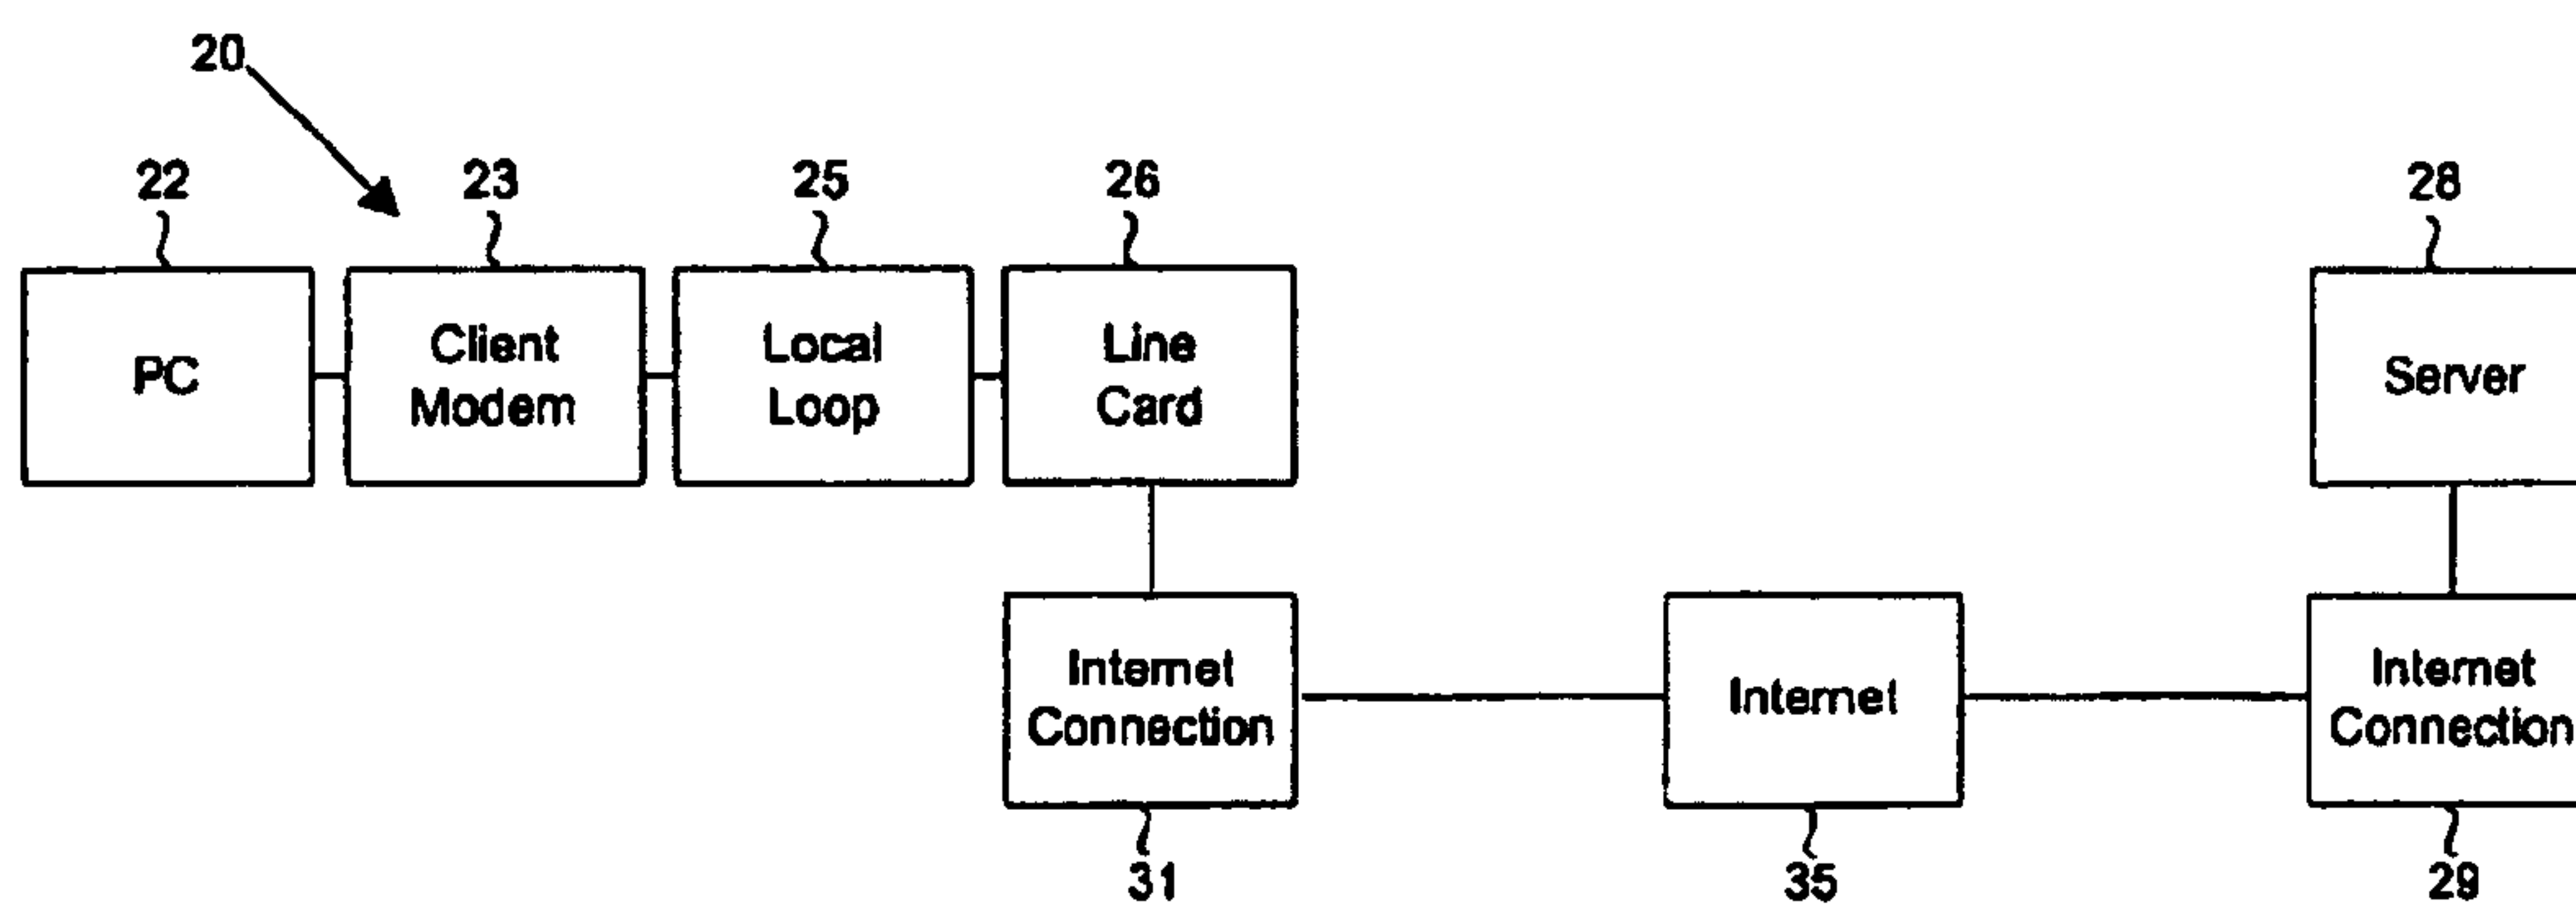 20
22
23
25
26
28
PC
Client
Modem
Local
Loop
Line
Card
Server
Internet
Connection
Internet
Internet
Connection
31
35
29